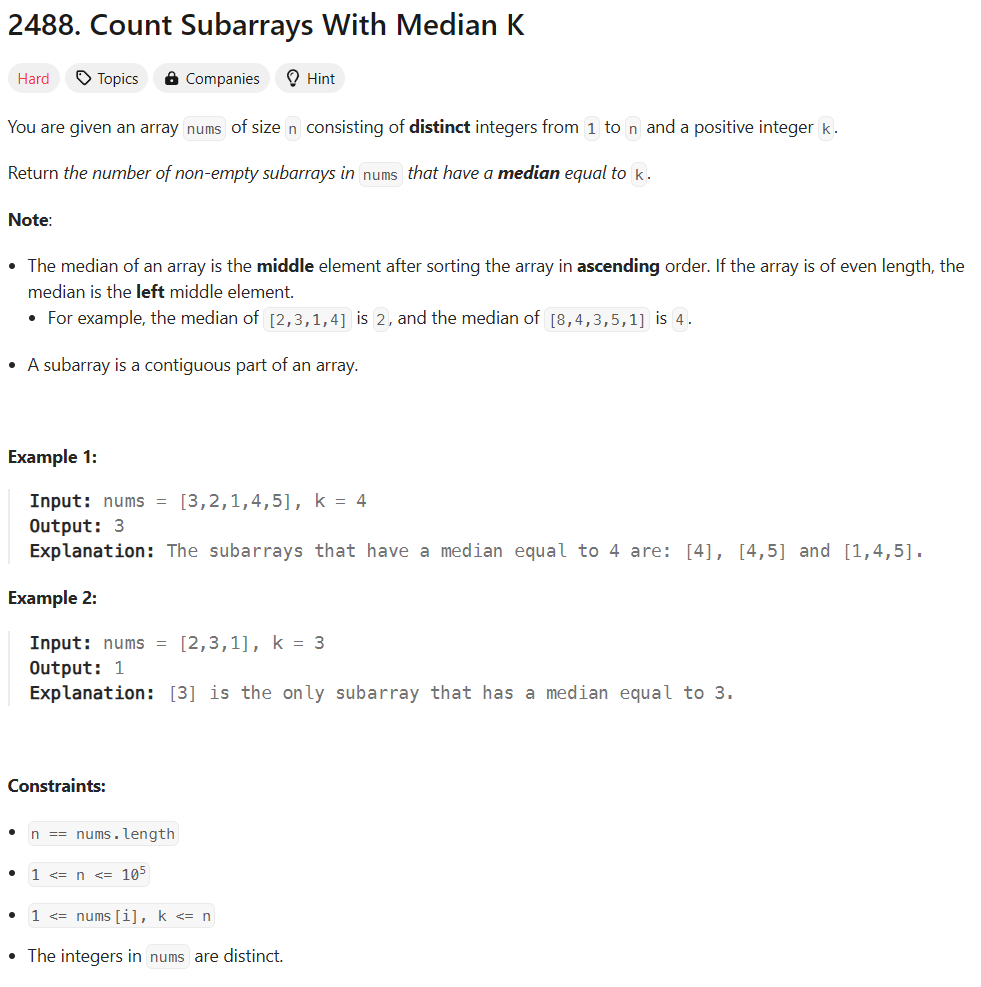 2488. Count Subarrays With Median K
Hard Topics Companies Hint
You are given an array nums of size n consisting of distinct integers from 1 to n and a positive integer k.
Return the number of non-empty subarrays in nums that have a median equal to k.
Note:
• The median of an array is the middle element after sorting the array in ascending order. If the array is of even length, the
median is the left middle element.
• For example, the median of [2,3,1,4] is 2, and the median of [8,4,3,5,1] is 4.
• A subarray is a contiguous part of an array.
Example 1:
Input: nums = [3,2,1,4,5], k = 4
Output: 3
Explanation: The subarrays that have a median equal to 4 are: [4], [4,5] and [1,4,5].
Example 2:
Input: nums = [2,3,1], k = 3
Output: 1
Explanation: [3] is the only subarray that has a median equal to 3.
Constraints:
• n == nums.length
• 1 <= n <= 10⁵
• 1 <= nums[i], k <= n
• The integers in nums are distinct.